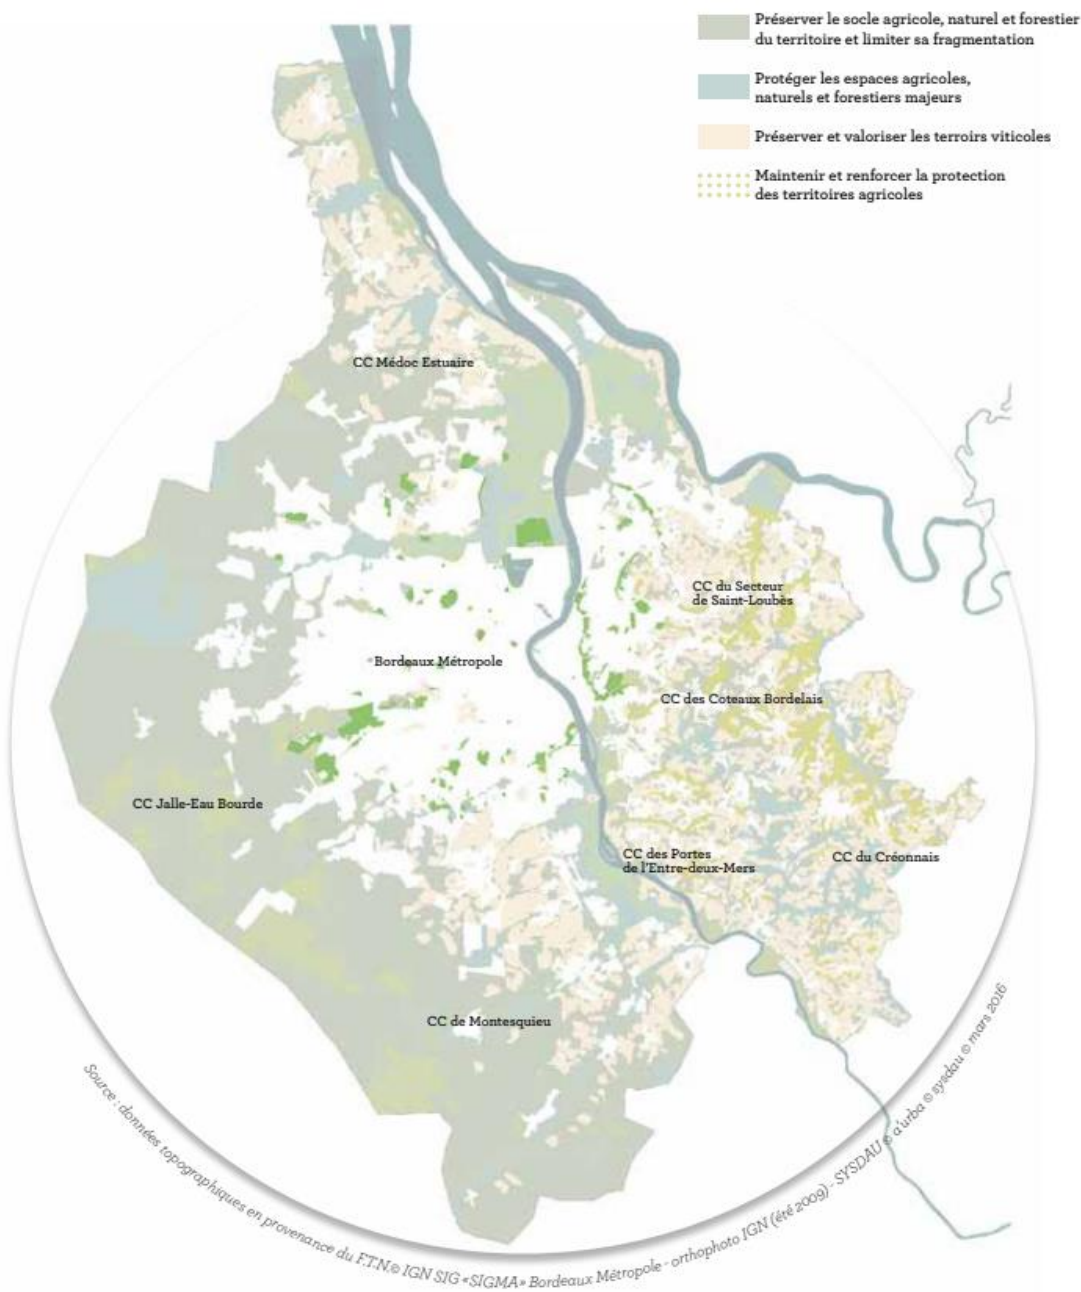 Préserver le socle agricole, naturel et forestier
du territoire et limiter sa fragmentation
Protéger les espaces agricoles,
naturels et forestiers majeurs
Préserver et valoriser les terroirs viticoles
Maintenir et renforcer la protection
des territoires agricoles
CC Médoc Estuaire
CC du Secteur
de Saint-Loubès
Bordeaux Métropole
CC des Coteaux Bordelais
CC Jalle-Eau Bourde
CC des Portes
de l'Entre-deux-Mers
CC du Créonnais
CC de Montesquieu
Source : données topographiques en provenance du F.T.N.© IGN SIG «SIGMA» Bordeaux Métropole - orthophoto IGN (été 2009) - SYSDAU © a'urba © sysdau © mars 2016